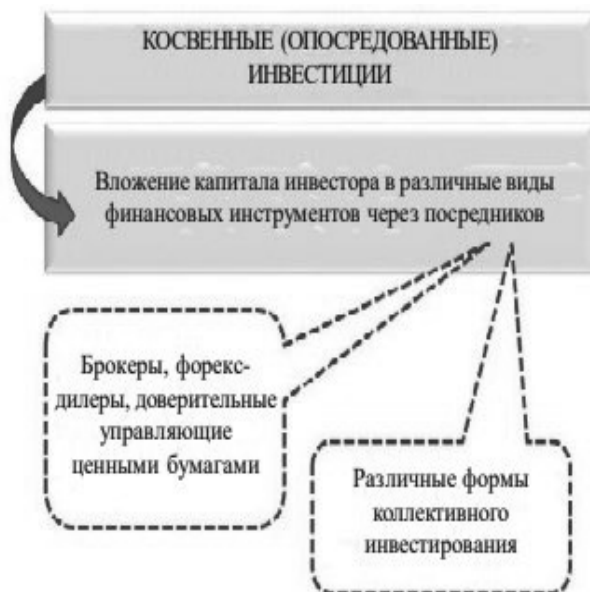 КОСВЕННЫЕ (ОПОСРЕДОВАННЫЕ)
ИНВЕСТИЦИИ
Вложение капитала инвестора в различные виды
финансовых инструментов через посредников
Брокеры, форекс-
дилеры, доверительные
управляющие
ценными бумагами
Различные формы
коллективного
инвестирования